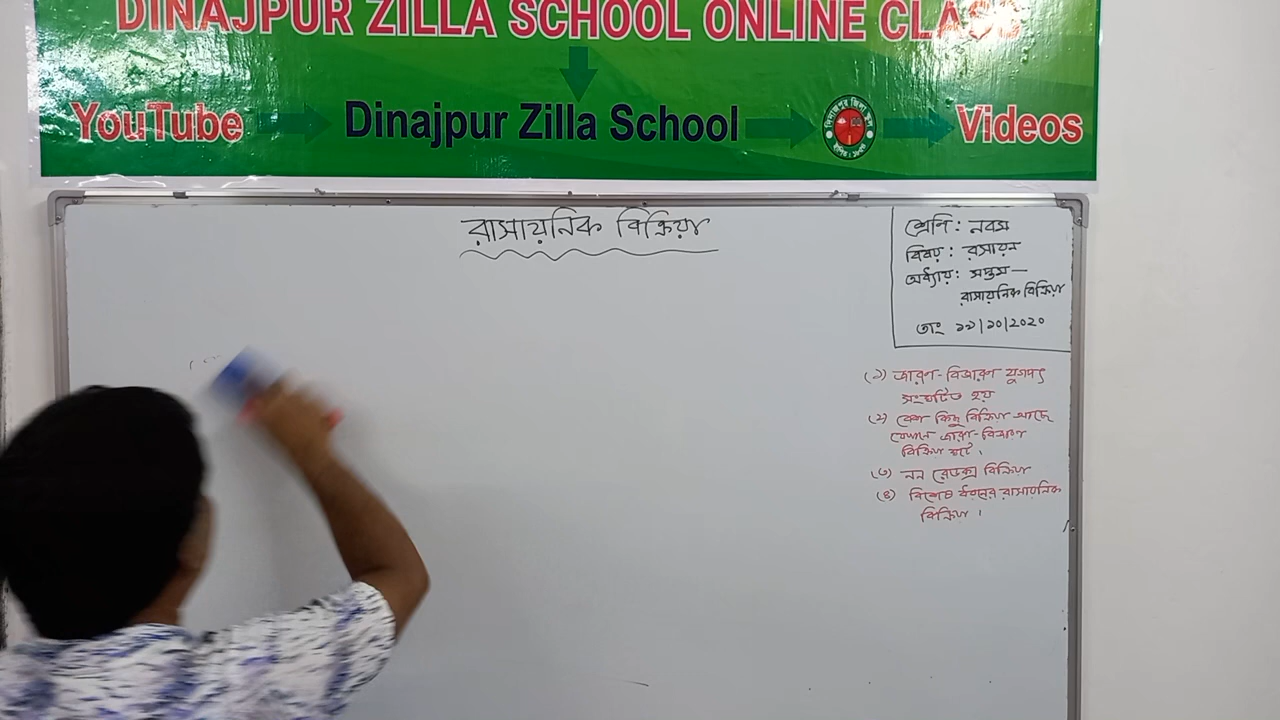 DINAJPUR ZILLA SCHOOL ONLINE CLASS
YouTube Dinajpur Zilla School Videos
রাসায়নিক বিক্রিয়া
শ্রেণি : নবম
বিষয় : রসায়ন
অধ্যায় : সপ্তম —
রাসায়নিক বিক্রিয়া
তাং ১১/১০/২০২০
(১) জারণ-বিজারণ যুগপৎ
সংঘটিত হয়
(২) বেশ কিছু বিক্রিয়া আছে
যেখানে জারণ-বিজারণ
বিক্রিয়া ঘটে ।
(৩) নন রেডক্স বিক্রিয়া
(৪) বিশেষ ধরনের রাসায়নিক
বিক্রিয়া ।